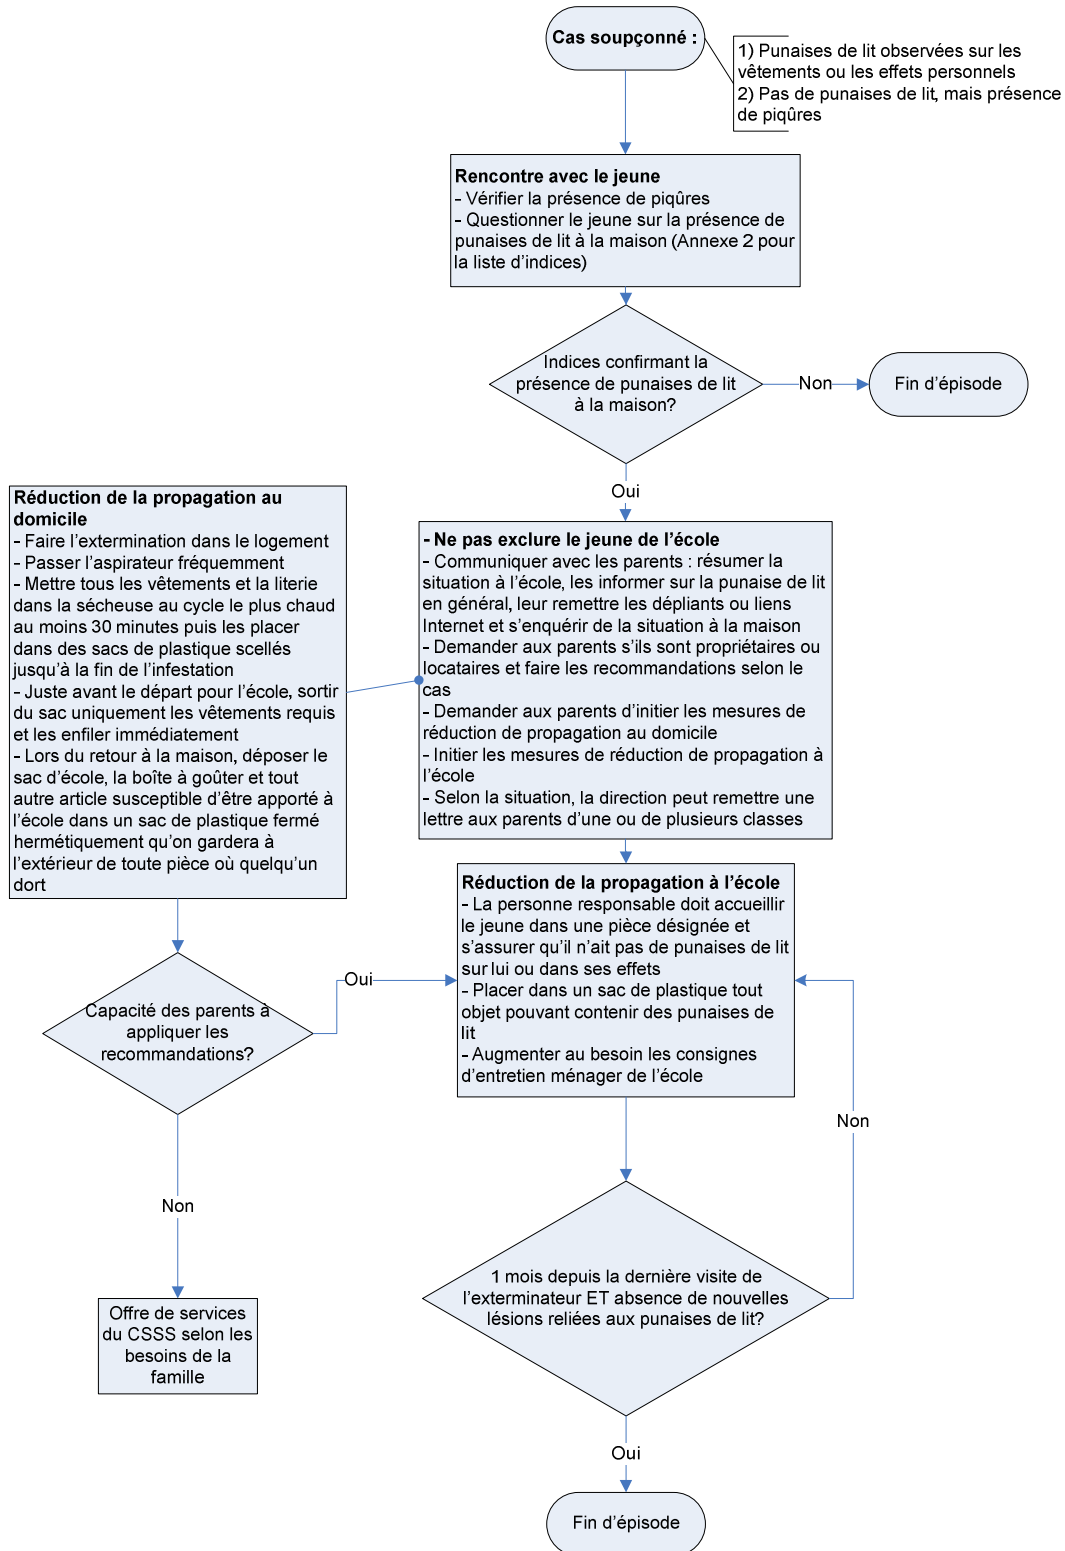 Cas soupçonné :
1) Punaises de lit observées sur les
vêtements ou les effets personnels
2) Pas de punaises de lit, mais présence
de piqûres
Rencontre avec le jeune
- Vérifier la présence de piqûres
- Questionner le jeune sur la présence de
punaises de lit à la maison (Annexe 2 pour
la liste d'indices)
Indices confirmant la
présence de punaises de lit
à la maison?
Non
Fin d'épisode
Oui
- Ne pas exclure le jeune de l'école
- Communiquer avec les parents : résumer la
situation à l'école, les informer sur la punaise de lit
en général, leur remettre les dépliants ou liens
Internet et s'enquérir de la situation à la maison
- Demander aux parents s'ils sont propriétaires ou
locataires et faire les recommandations selon le
cas
- Demander aux parents d'initier les mesures de
réduction de propagation au domicile
- Initier les mesures de réduction de propagation à
l'école
- Selon la situation, la direction peut remettre une
lettre aux parents d'une ou de plusieurs classes
Réduction de la propagation au
domicile
- Faire l'extermination dans le logement
- Passer l'aspirateur fréquemment
- Mettre tous les vêtements et la literie
dans la sécheuse au cycle le plus chaud
au moins 30 minutes puis les placer
dans des sacs de plastique scellés
jusqu'à la fin de l'infestation
- Juste avant le départ pour l'école, sortir
du sac uniquement les vêtements requis
et les enfiler immédiatement
- Lors du retour à la maison, déposer le
sac d'école, la boîte à goûter et tout
autre article susceptible d'être apporté à
l'école dans un sac de plastique fermé
hermétiquement qu'on gardera à
l'extérieur de toute pièce où quelqu'un
dort
Capacité des parents à
appliquer les
recommandations?
Oui
Non
Offre de services
du CSSS selon les
besoins de la
famille
Réduction de la propagation à l'école
- La personne responsable doit accueillir
le jeune dans une pièce désignée et
s'assurer qu'il n'ait pas de punaises de lit
sur lui ou dans ses effets
- Placer dans un sac de plastique tout
objet pouvant contenir des punaises de
lit
- Augmenter au besoin les consignes
d'entretien ménager de l'école
Non
1 mois depuis la dernière visite de
l'exterminateur ET absence de nouvelles
lésions reliées aux punaises de lit?
Oui
Fin d'épisode